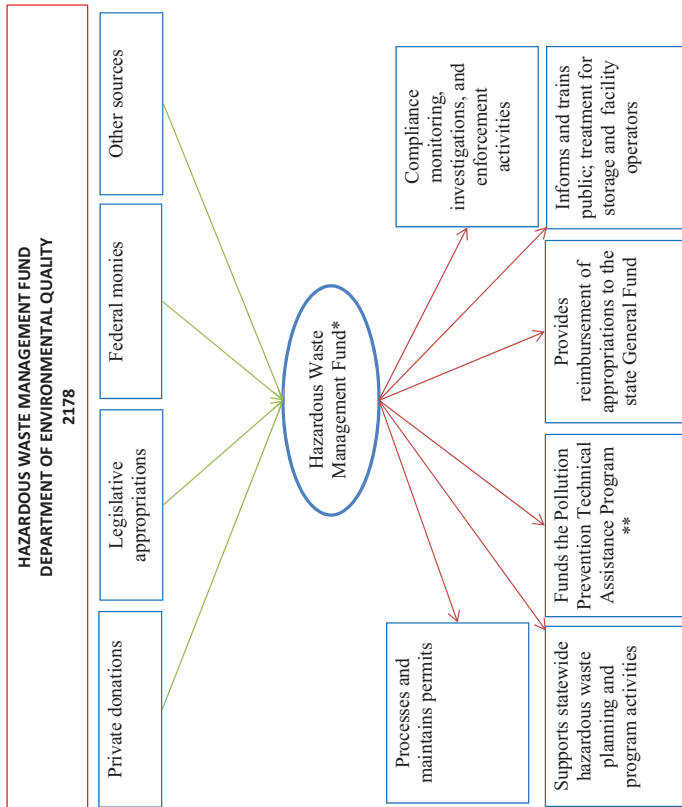 HAZARDOUS WASTE MANAGEMENT FUND
DEPARTMENT OF ENVIRONMENTAL QUALITY
2178
Private donations
Legislative
appropriations
Federal monies
Other sources
Hazardous Waste
Management Fund*
Processes and
maintains permits
Compliance
monitoring,
investigations, and
enforcement
activities
Supports statewide
hazardous waste
planning and
program activities
Funds the Pollution
Prevention Technical
Assistance Program
**
Provides
reimbursement of
appropriations to the
state General Fund
Informs and trains
public; treatment for
storage and facility
operators